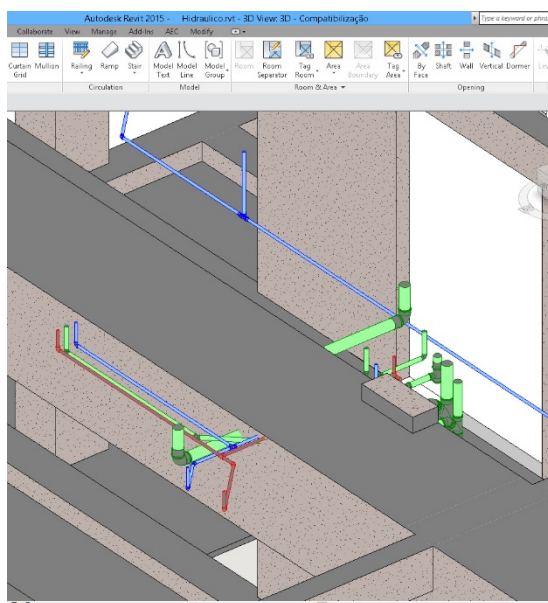 Autodesk Revit 2015 - Hidraulico.rvt - 3D View: 3D - Compatibilização
Type a keyword or phrase
Collaborate View Manage Add-Ins AEC Modify
Curtain Grid Mullion Railing Ramp Stair Model Text Model Line Model Group Room Room Separator Tag Room Area Area Boundary Tag Area By Face Shaft Wall Vertical Dormer
Circulation Model Room & Area Opening